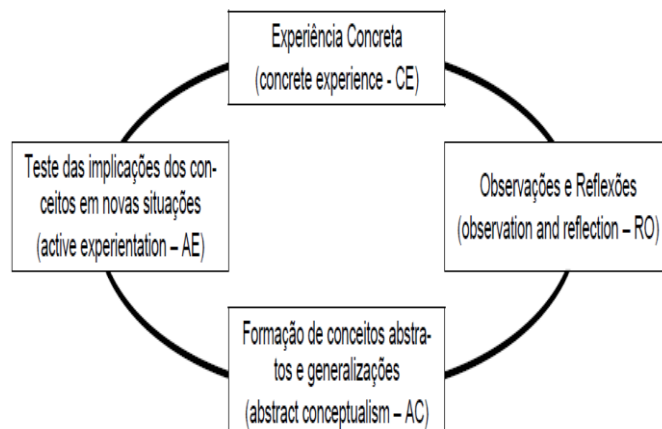 Experiência Concreta
(concrete experience - CE)
Teste das implicações dos con-
ceitos em novas situações
(active experientation – AE)
Observações e Reflexões
(observation and reflection – RO)
Formação de conceitos abstra-
tos e generalizações
(abstract conceptualism – AC)